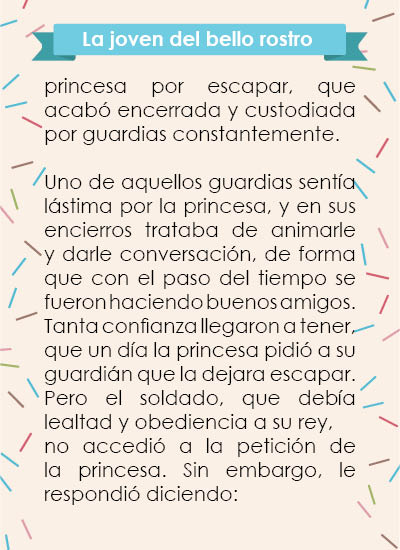 La joven del bello rostro
princesa por escapar, que
acabó encerrada y custodiada
por guardias constantemente.
Uno de aquellos guardias sentía
lástima por la princesa, y en sus
encierros trataba de animarle
y darle conversación, de forma
que con el paso del tiempo se
fueron haciendo buenos amigos.
Tanta confianza llegaron a tener,
que un día la princesa pidió a su
guardián que la dejara escapar.
Pero el soldado, que debía
lealtad y obediencia a su rey,
no accedió a la petición de
la princesa. Sin embargo, le
respondió diciendo: